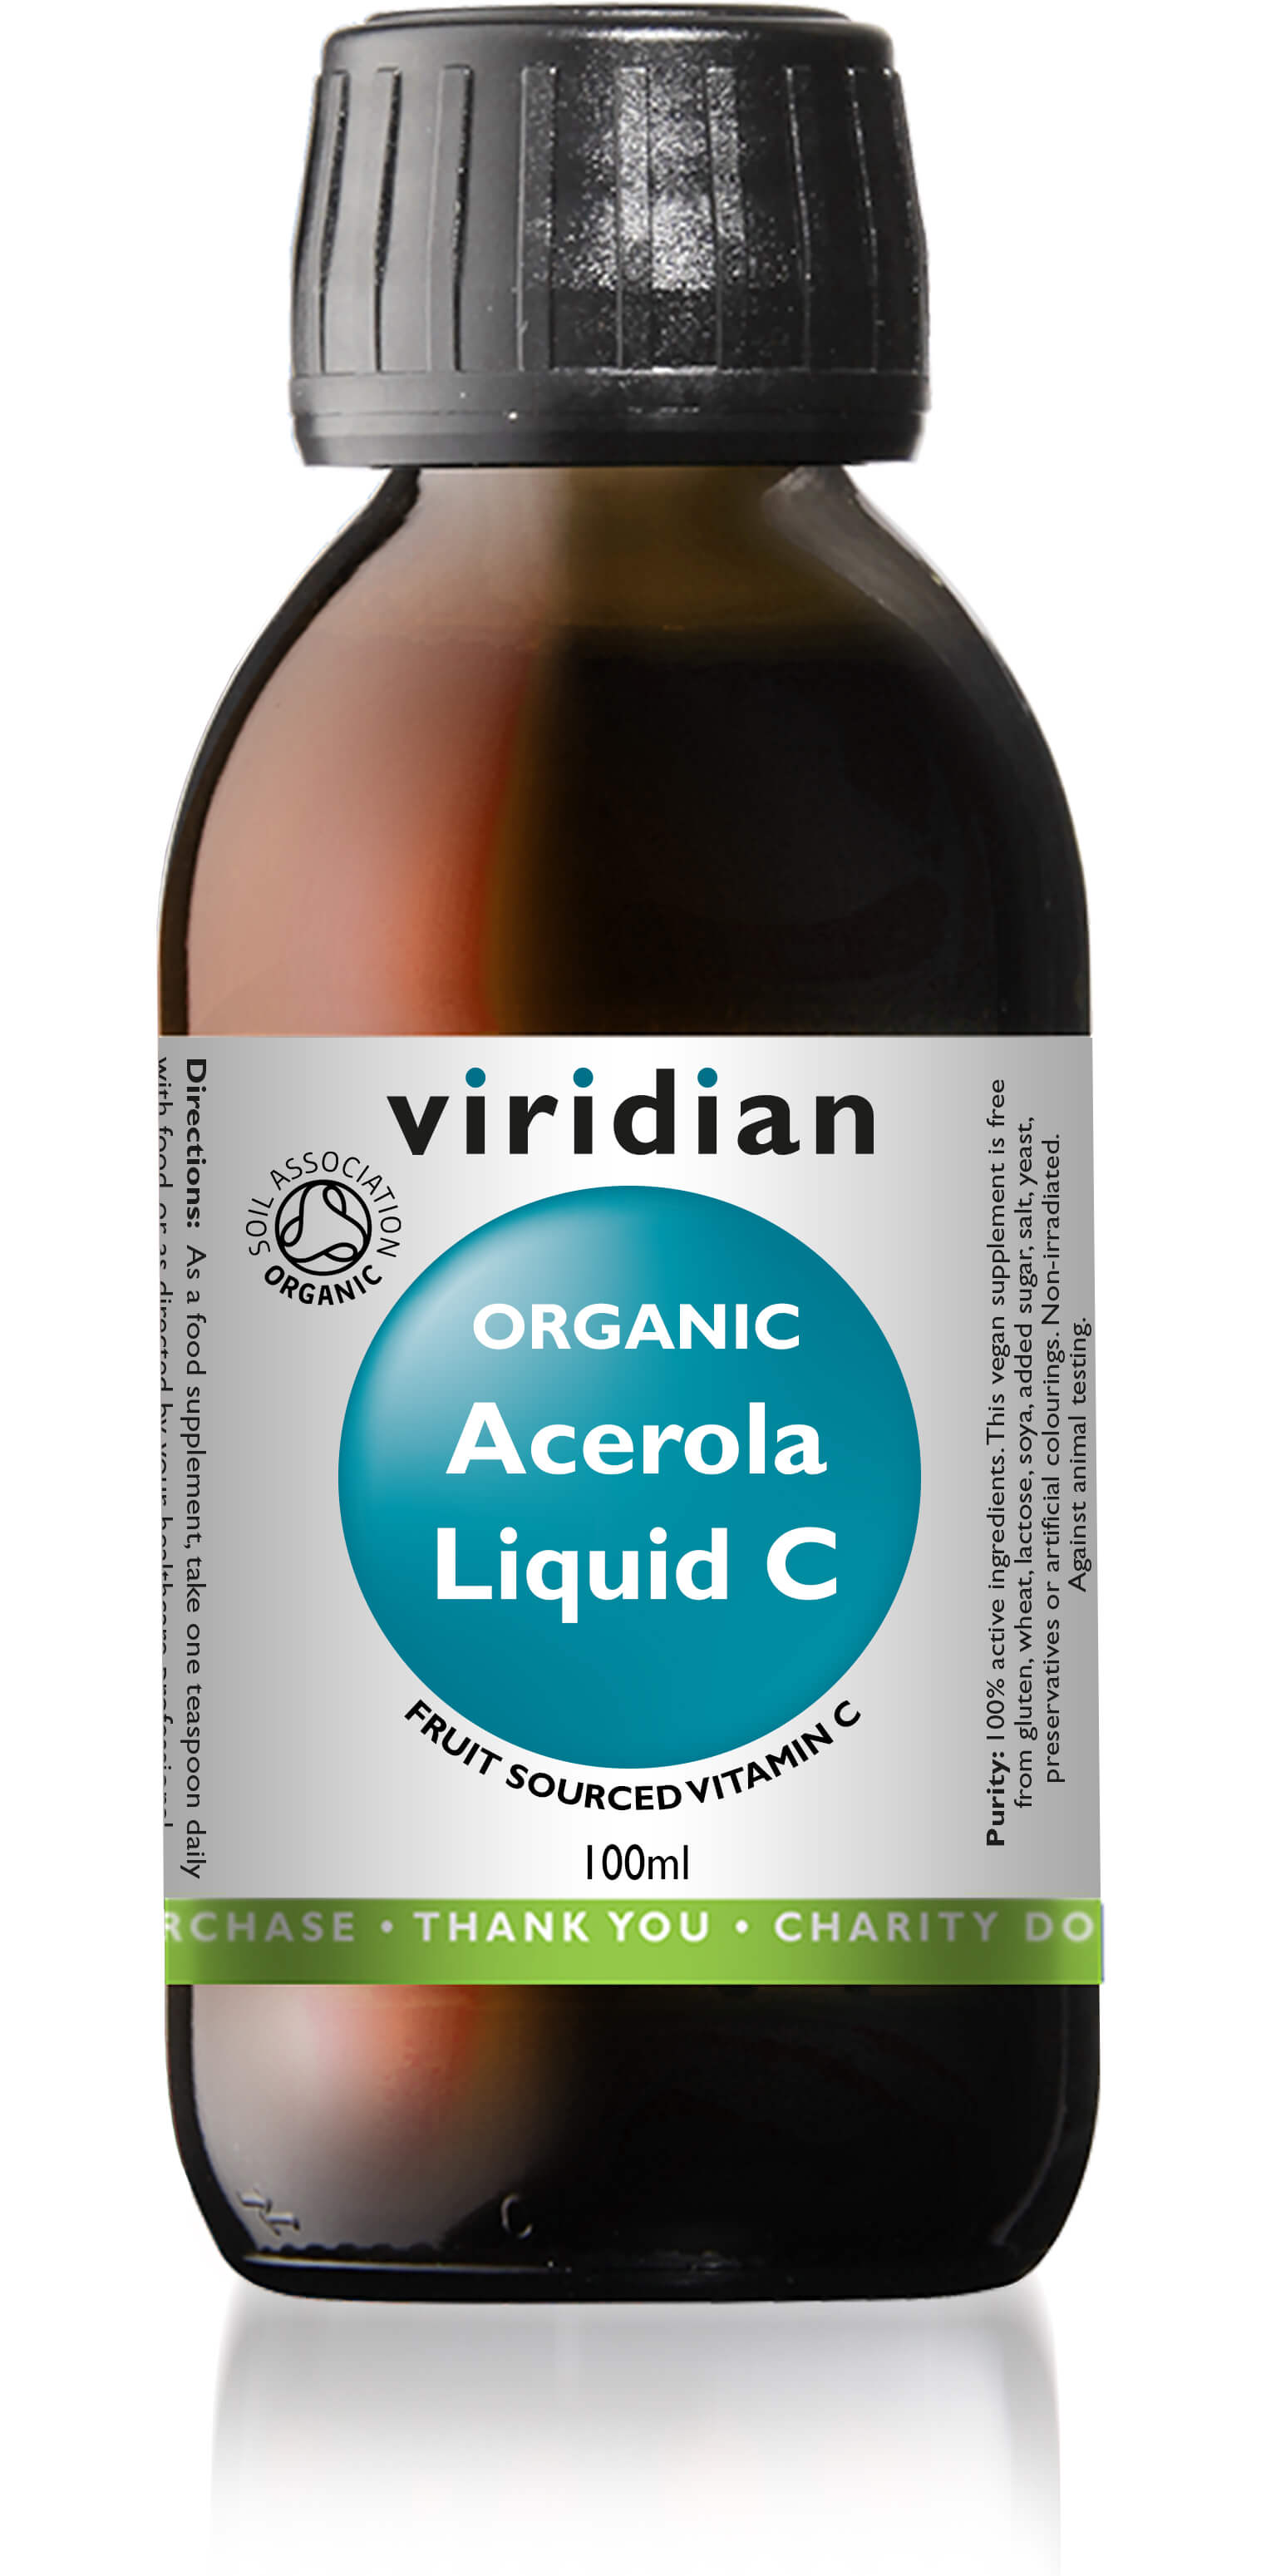 viridian
SOIL ASSOCIATION
ORGANIC
ORGANIC
Acerola
Liquid C
FRUIT SOURCED VITAMIN C
100ml
RCHASE • THANK YOU • CHARITY DO
Directions: As a food supplement, take one teaspoon daily
Purity: 100% active ingredients. This vegan supplement is free
from gluten, wheat, lactose, soya, added sugar, salt, yeast,
preservatives or artificial colourings. Non-irradiated.
Against animal testing.